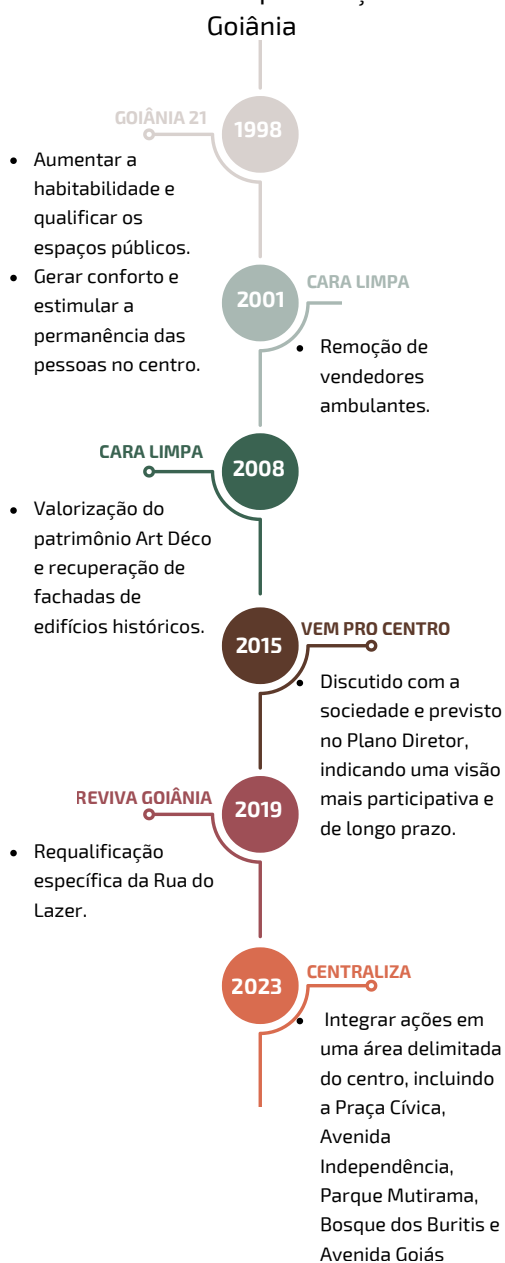 Goiânia
GOIÂNIA 21
1998
• Aumentar a
habitabilidade e
qualificar os
espaços públicos.
• Gerar conforto e
estimular a
permanência das
pessoas no centro.
2001
CARA LIMPA
• Remoção de
vendedores
ambulantes.
CARA LIMPA
2008
• Valorização do
patrimônio Art Déco
e recuperação de
fachadas de
edifícios históricos.
2015
VEM PRO CENTRO
• Discutido com a
sociedade e previsto
no Plano Diretor,
indicando uma visão
mais participativa e
de longo prazo.
REVIVA GOIÂNIA
2019
• Requalificação
específica da Rua do
Lazer.
2023
CENTRALIZA
• Integrar ações em
uma área delimitada
do centro, incluindo
a Praça Cívica,
Avenida
Independência,
Parque Mutirama,
Bosque dos Buritis e
Avenida Goiás